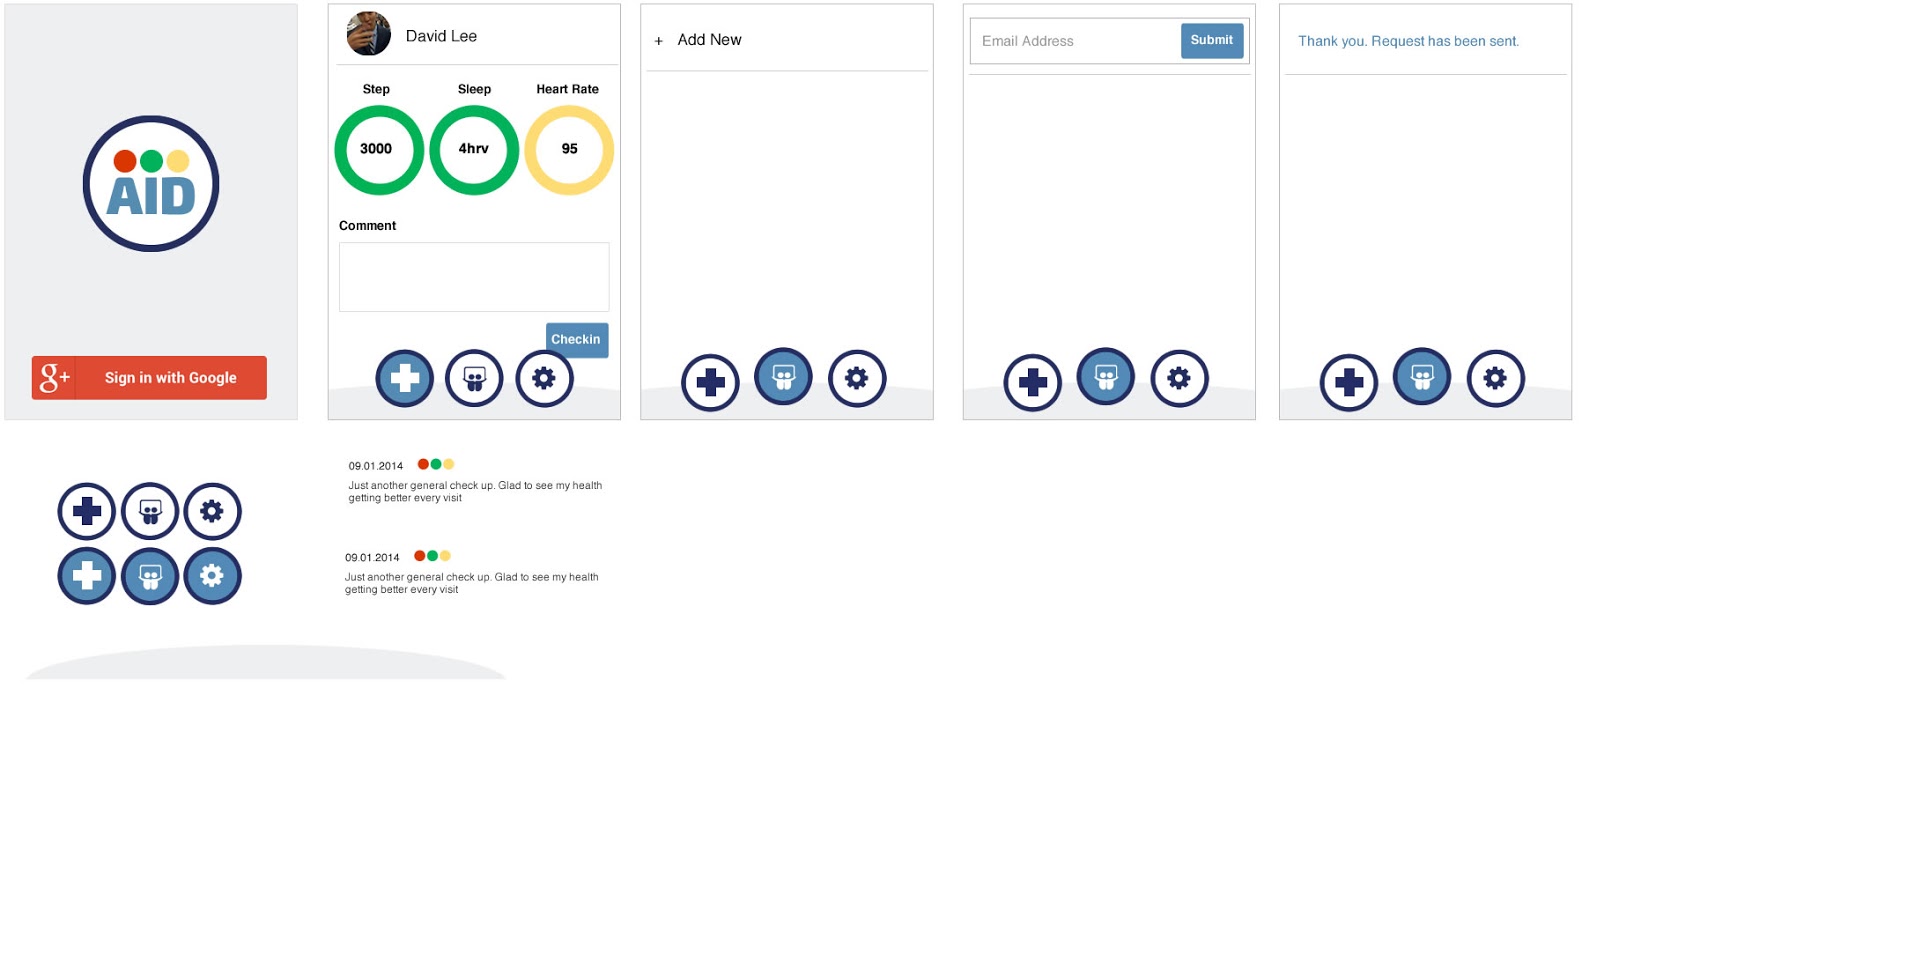 AID
g+ Sign in with Google
David Lee
Step Sleep Heart Rate
3000 4hrv 95
Comment
Checkin
+ Add New
Email Address Submit
Thank you. Request has been sent.
09.01.2014
Just another general check up. Glad to see my health
getting better every visit
09.01.2014
Just another general check up. Glad to see my health
getting better every visit